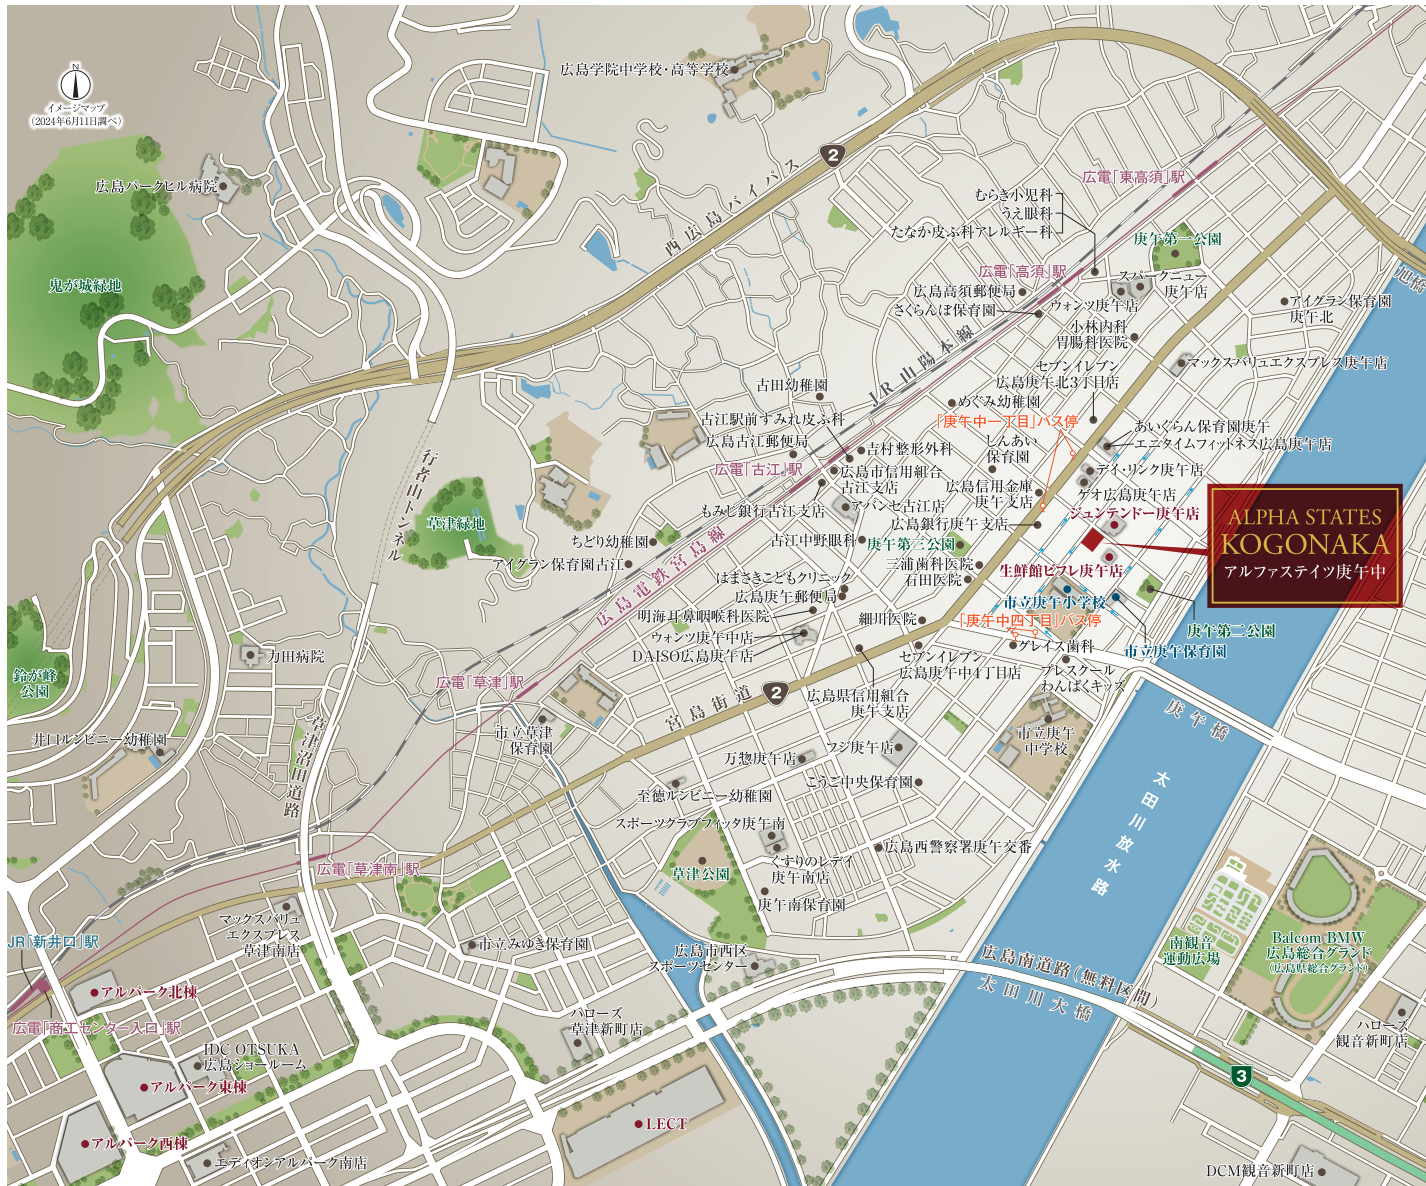 N
イメージマップ
(2024年6月11日調べ)
広島学院中学校・高等学校
広島パークヒル病院
鬼が城緑地
西広島バイパス
2
広電「東高須」駅
むらき小児科
うえ眼科
たなか皮ふ科アレルギー科
庚午第一公園
旭橋
広電「高須」駅
スパークニュー
庚午店
広島高須郵便局
さくらんぼ保育園
ウォンツ庚午店
アイグラン保育園
庚午北
小林内科
胃腸科医院
JR山陽本線
マックスバリュエクスプレス庚午店
セブンイレブン
広島庚午北3丁目店
古田幼稚園
めぐみ幼稚園
「庚午中一丁目」バス停
古江駅前すみれ皮ふ科
広島古江郵便局
吉村整形外科
しんあい
保育園
あいぐらん保育園庚午
エニタイムフィットネス広島庚午店
広電「古江」駅
広島市信用組合
古江支店
デイ・リンク庚午店
広島信用金庫
庚午支店
ゲオ広島庚午店
行者山トンネル
もみじ銀行古江支店
アバンセ古江店
ジュンテンドー庚午店
広島銀行庚午支店
草津緑地
ALPHA STATES
KOGONAKA
アルファステイツ庚午中
ちどり幼稚園
古江中野眼科
庚午第三公園
アイグラン保育園古江
三浦歯科医院
石田医院
生鮮館ピフレ庚午店
広島電鉄宮島線
はまさきこどもクリニック
広島庚午郵便局
市立庚午小学校
明海耳鼻咽喉科医院
細川医院
「庚午中四丁目」バス停
ウォンツ庚午中店
DAISO広島庚午店
庚午第二公園
市立庚午保育園
グレイス歯科
セブンイレブン
広島庚午中4丁目店
プレスクール
わんぱくキッズ
力田病院
鈴が峰
公園
広電「草津」駅
宮島街道
2
広島県信用組合
庚午支店
庚午橋
井口ルンビニー幼稚園
草津沼田道路
市立草津
保育園
市立庚午
中学校
フジ庚午店
万惣庚午店
こうご中央保育園
至徳ルンビニー幼稚園
太田川放水路
スポーツクラブフィッタ庚午南
広島西警察署庚午交番
くすりのレデイ
庚午南店
広電「草津南」駅
草津公園
庚午南保育園
マックスバリュ
エクスプレス
草津南店
JR「新井口」駅
市立みゆき保育園
広島市西区
スポーツセンター
広島南道路(無料区間)
太田川大橋
南観音
運動広場
Balcom BMW
広島総合グランド
(広島県総合グランド)
アルパーク北棟
広電「商工センター入口」駅
ハローズ
草津新町店
ハローズ
観音新町店
IDC OTSUKA
広島ショールーム
アルパーク東棟
3
LECT
アルパーク西棟
エディオンアルパーク南店
DCM観音新町店